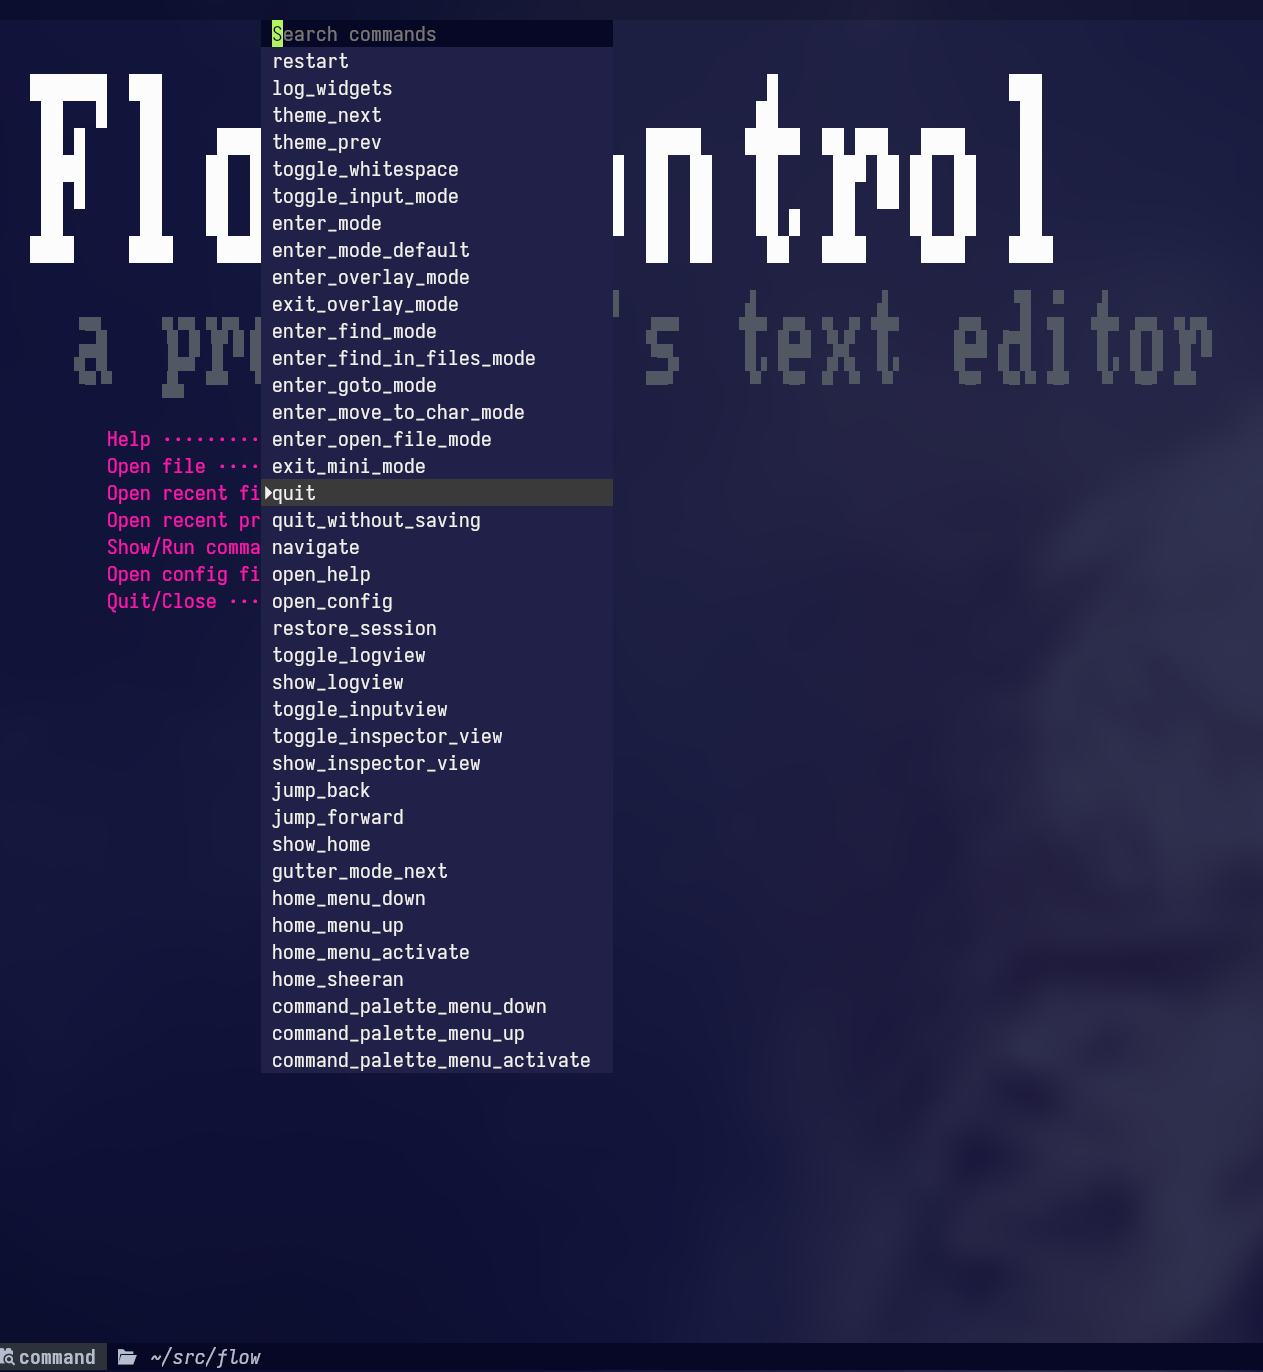 Search commands
restart
log_widgets
theme_next
theme_prev
toggle_whitespace
toggle_input_mode
enter_mode
enter_mode_default
enter_overlay_mode
exit_overlay_mode
enter_find_mode
enter_find_in_files_mode
enter_goto_mode
enter_move_to_char_mode
enter_open_file_mode
exit_mini_mode
quit
quit_without_saving
navigate
open_help
open_config
restore_session
toggle_logview
show_logview
toggle_inputview
toggle_inspector_view
show_inspector_view
jump_back
jump_forward
show_home
gutter_mode_next
home_menu_down
home_menu_up
home_menu_activate
home_sheeran
command_palette_menu_down
command_palette_menu_up
command_palette_menu_activate
Flo ntrol
a pr 's text editor
Help ·········
Open file ····
Open recent fi
Open recent pr
Show/Run comma
Open config fi
Quit/Close ···
command ~/src/flow